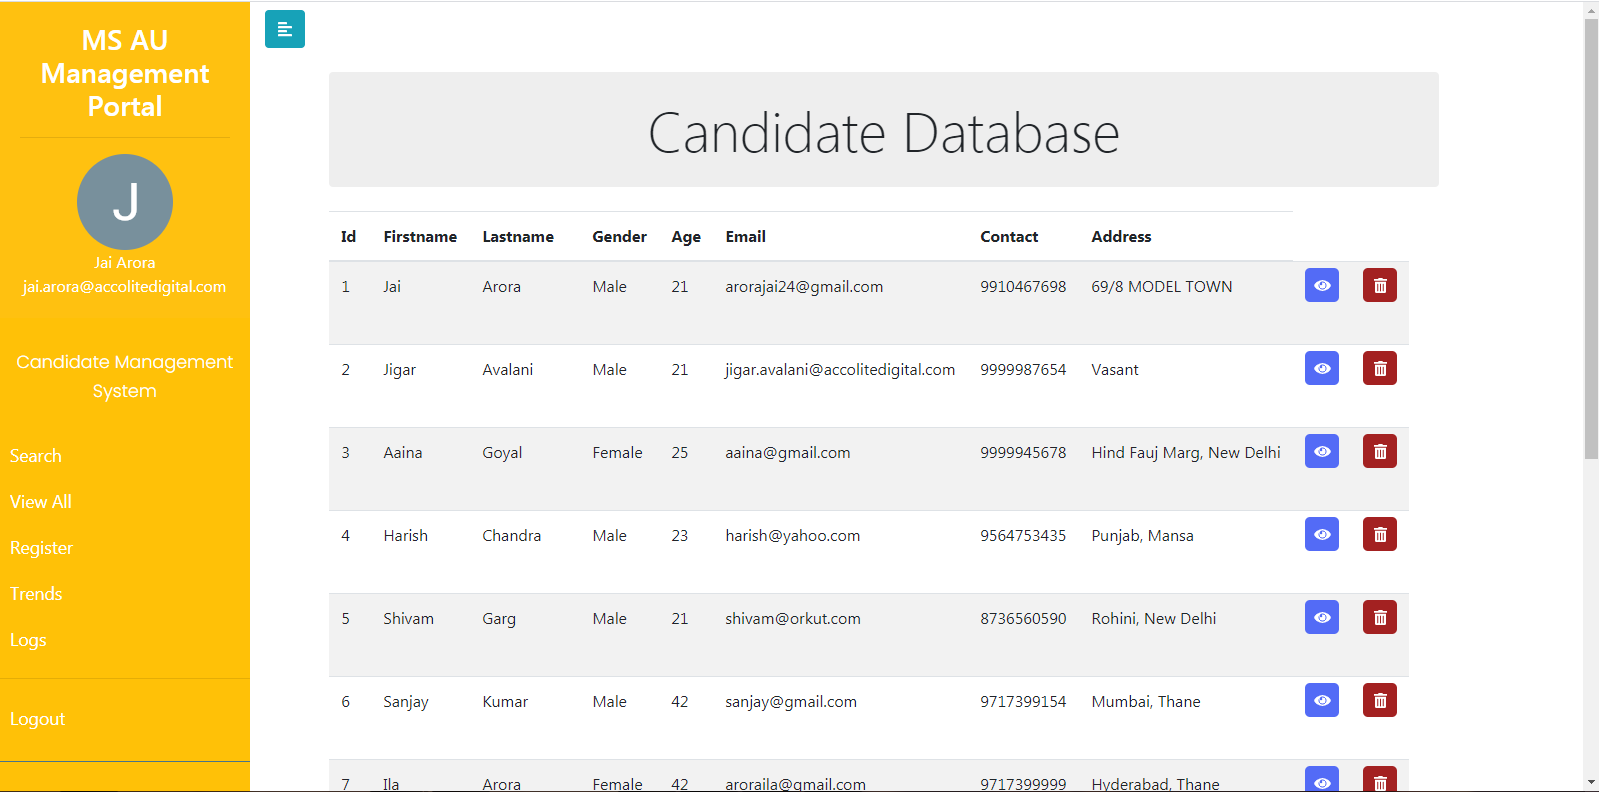 MS AU
Management
Portal
J
Jai Arora
jai.arora@accolitedigital.com
Candidate Management
System
Search
View All
Register
Trends
Logs
Logout
Candidate Database
Id Firstname Lastname Gender Age Email Contact Address
1 Jai Arora Male 21 arorajai24@gmail.com 9910467698 69/8 MODEL TOWN
2 Jigar Avalani Male 21 jigar.avalani@accolitedigital.com 9999987654 Vasant
3 Aaina Goyal Female 25 aaina@gmail.com 9999945678 Hind Fauj Marg, New Delhi
4 Harish Chandra Male 23 harish@yahoo.com 9564753435 Punjab, Mansa
5 Shivam Garg Male 21 shivam@orkut.com 8736560590 Rohini, New Delhi
6 Sanjay Kumar Male 42 sanjay@gmail.com 9717399154 Mumbai, Thane
7 Ila Arora Female 42 aroraila@gmail.com 9717399999 Hyderabad, Thane